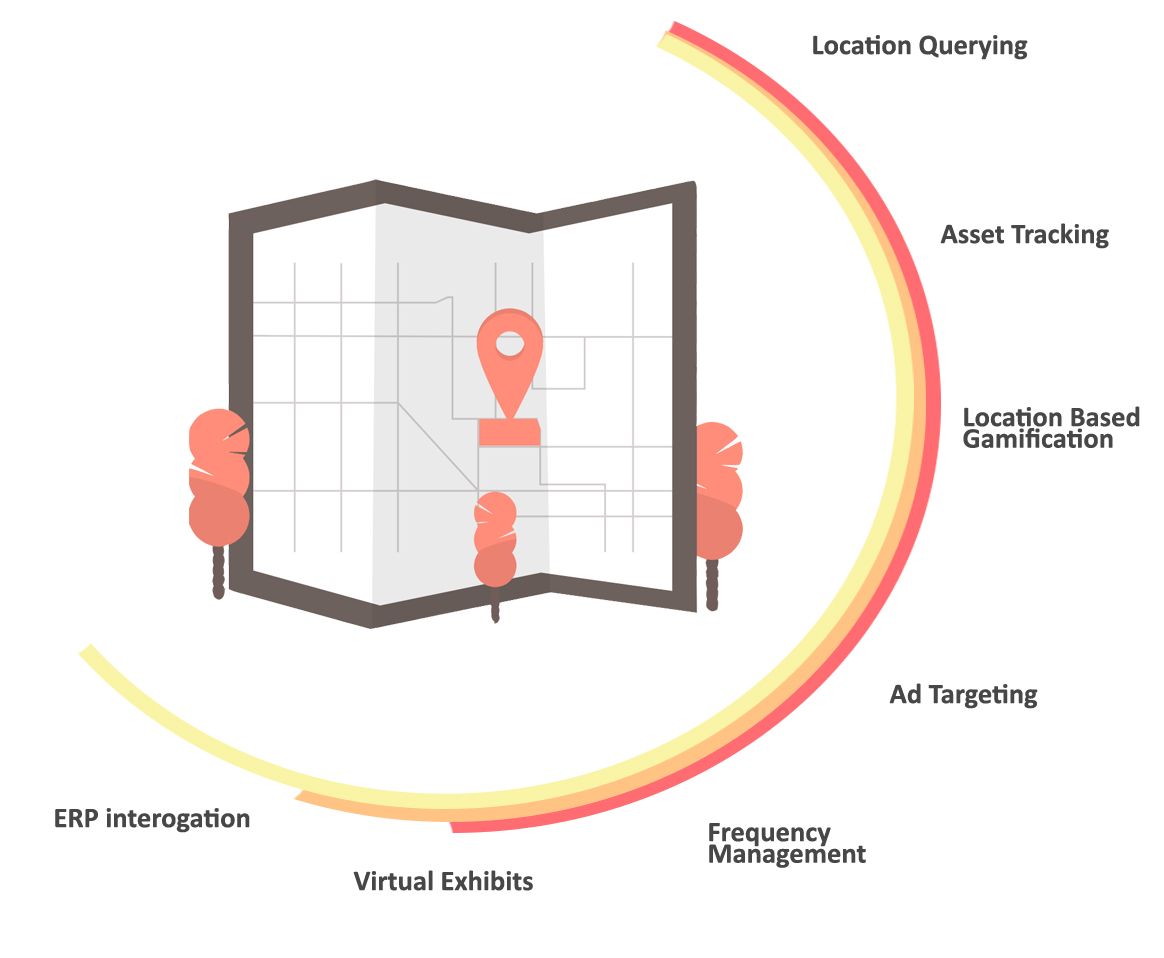 Location Querying
Asset Tracking
Location Based
Gamification
Ad Targeting
Frequency
Management
Virtual Exhibits
ERP interogation